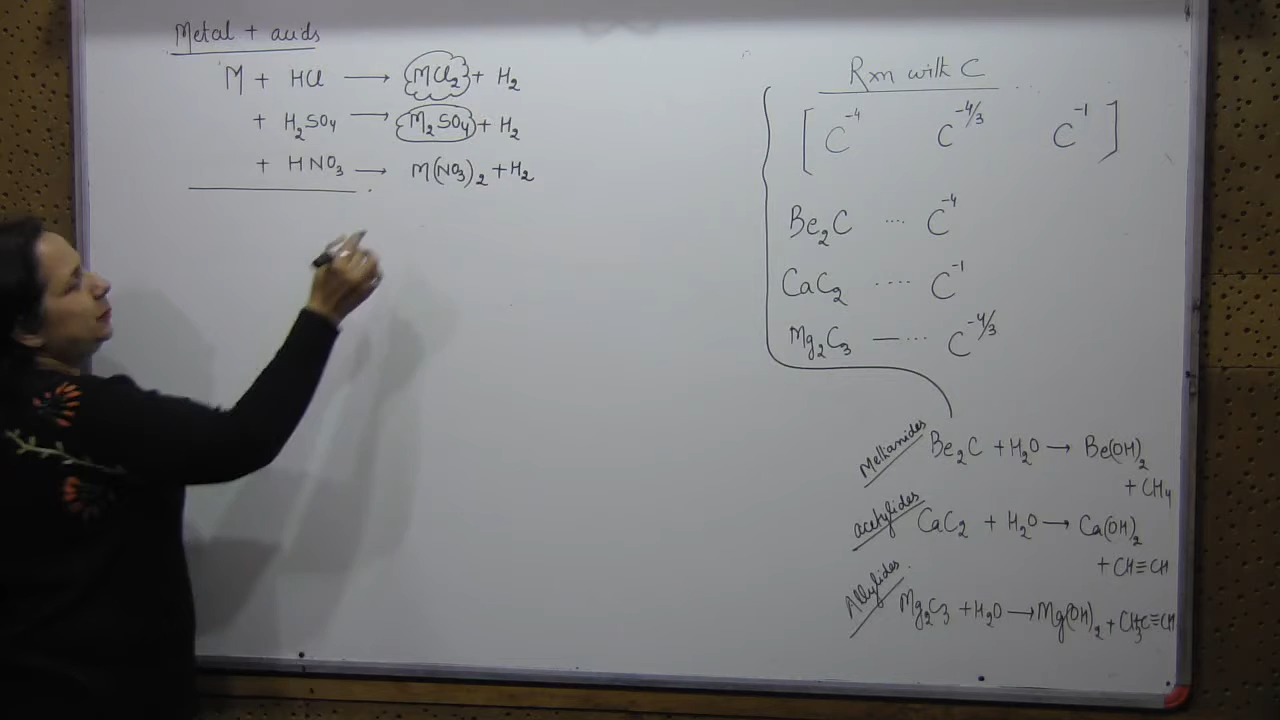 Metal + acids
M + HCl ⟶ MCl₂ + H₂
+ H₂SO₄ ⟶ M₂SO₄ + H₂
+ HNO₃ ⟶ M(NO₃)₂ + H₂
Rxn with C ...
[ C⁻⁴ C⁻⁴/³ C⁻¹ ]
Be₂C .... C⁻⁴
CaC₂ .... C⁻¹
Mg₂C₃ — ... C⁻⁴/³
Methanides Be₂C + H₂O ⟶ Be(OH)₂
+ CH₄
acetylides CaC₂ + H₂O ⟶ Ca(OH)₂
+ CH≡CH
Allylides Mg₂C₃ + H₂O ⟶ Mg(OH)₂ + CH₃C≡CH